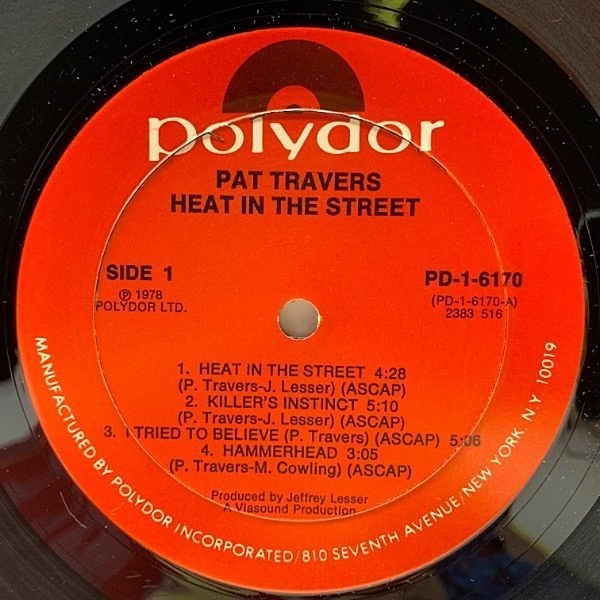 polydor
PAT TRAVERS
HEAT IN THE STREET
SIDE 1
℗ 1978
POLYDOR LTD.
PD-1-6170
(PD-1-6170-A)
2383 516
1. HEAT IN THE STREET 4:28
(P. Travers-J. Lesser) (ASCAP)
2. KILLER'S INSTINCT 5:10
(P. Travers-J. Lesser) (ASCAP)
3. I TRIED TO BELIEVE (P. Travers) (ASCAP) 5:06
4. HAMMERHEAD 3:05
(P. Travers-M. Cowling) (ASCAP)
Produced by Jeffrey Lesser
A Vlasound Production
MANUFACTURED BY POLYDOR INCORPORATED/810 SEVENTH AVENUE/NEW YORK, N Y 10019